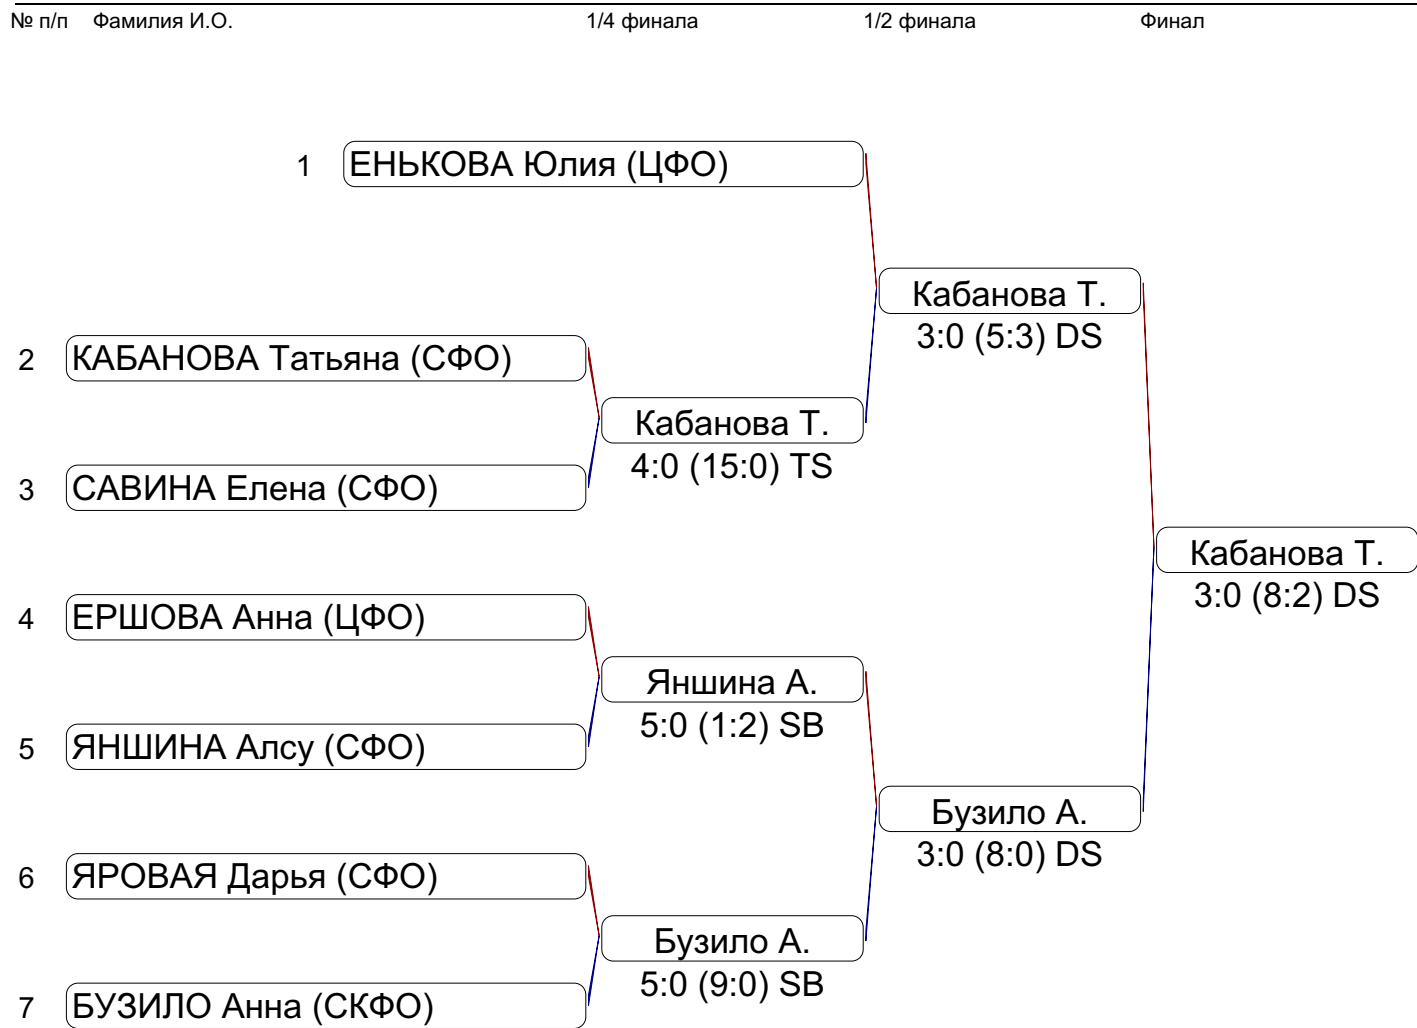 № п/п Фамилия И.О. 1/4 финала 1/2 финала Финал
1 ЕНЬКОВА Юлия (ЦФО)
Кабанова Т.
3:0 (5:3) DS
2 КАБАНОВА Татьяна (СФО)
Кабанова Т.
4:0 (15:0) TS
3 САВИНА Елена (СФО)
Кабанова Т.
3:0 (8:2) DS
4 ЕРШОВА Анна (ЦФО)
Яншина А.
5:0 (1:2) SB
5 ЯНШИНА Алсу (СФО)
Бузило А.
3:0 (8:0) DS
6 ЯРОВАЯ Дарья (СФО)
Бузило А.
5:0 (9:0) SB
7 БУЗИЛО Анна (СКФО)